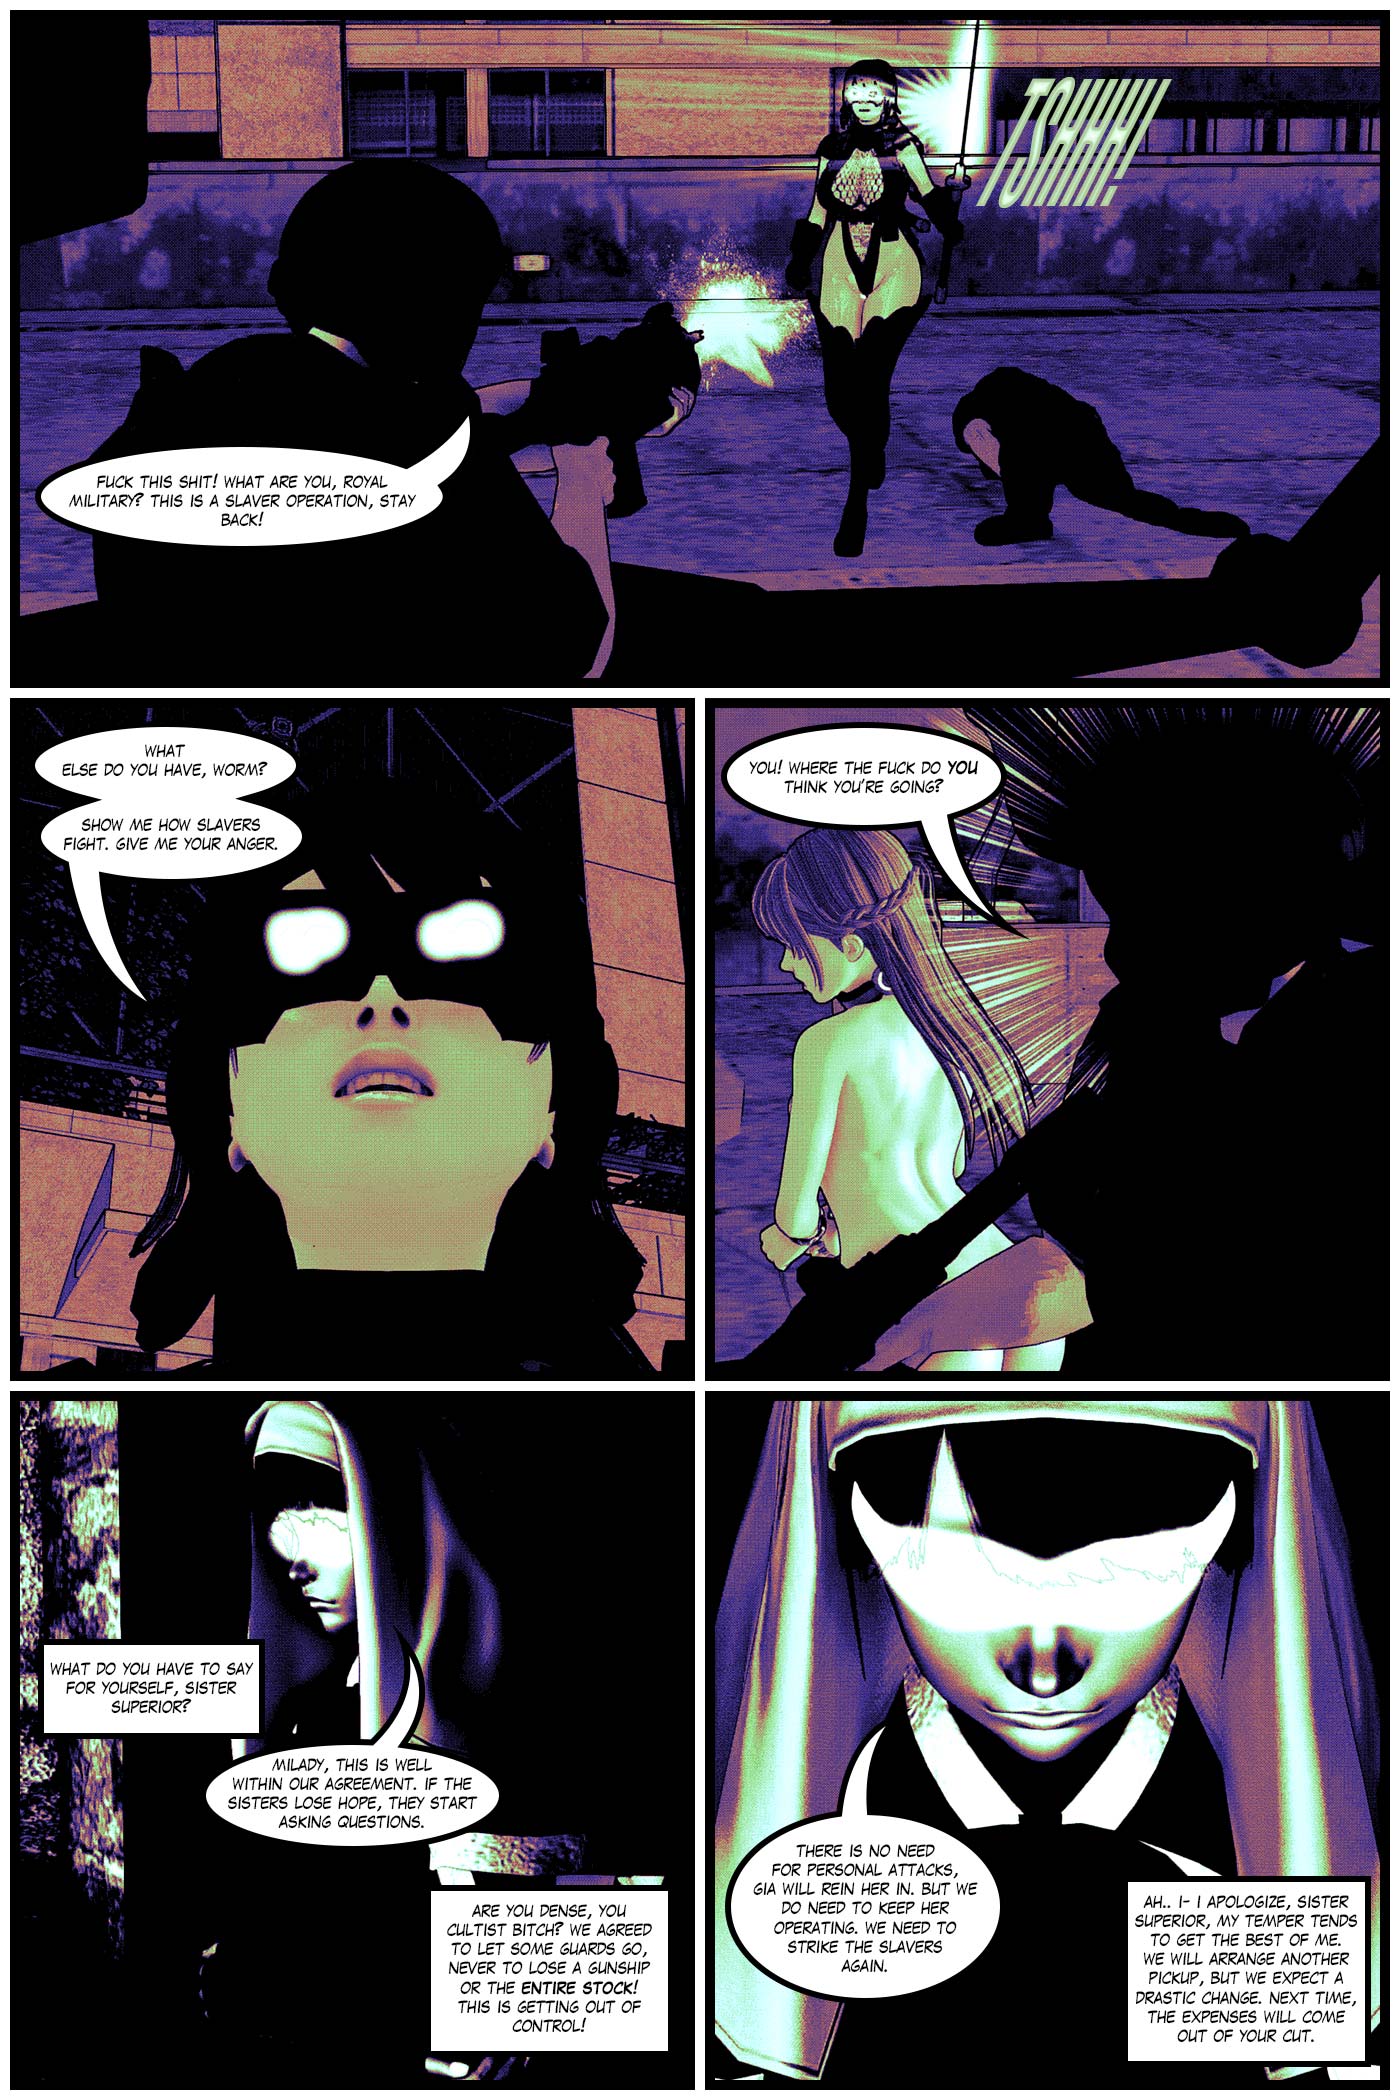 TSHHH!
FUCK THIS SHIT! WHAT ARE YOU, ROYAL
MILITARY? THIS IS A SLAVER OPERATION, STAY
BACK!
WHAT
ELSE DO YOU HAVE, WORM?
SHOW ME HOW SLAVERS
FIGHT. GIVE ME YOUR ANGER.
YOU! WHERE THE FUCK DO YOU
THINK YOU'RE GOING?
WHAT DO YOU HAVE TO SAY
FOR YOURSELF, SISTER
SUPERIOR?
MILADY, THIS IS WELL
WITHIN OUR AGREEMENT. IF THE
SISTERS LOSE HOPE, THEY START
ASKING QUESTIONS.
ARE YOU DENSE, YOU
CULTIST BITCH? WE AGREED
TO LET SOME GUARDS GO,
NEVER TO LOSE A GUNSHIP
OR THE ENTIRE STOCK!
THIS IS GETTING OUT OF
CONTROL!
THERE IS NO NEED
FOR PERSONAL ATTACKS,
GIA WILL REIN HER IN. BUT WE
DO NEED TO KEEP HER
OPERATING. WE NEED TO
STRIKE THE SLAVERS
AGAIN.
AH.. I- I APOLOGIZE, SISTER
SUPERIOR, MY TEMPER TENDS
TO GET THE BEST OF ME.
WE WILL ARRANGE ANOTHER
PICKUP, BUT WE EXPECT A
DRASTIC CHANGE. NEXT TIME,
THE EXPENSES WILL COME
OUT OF YOUR CUT.